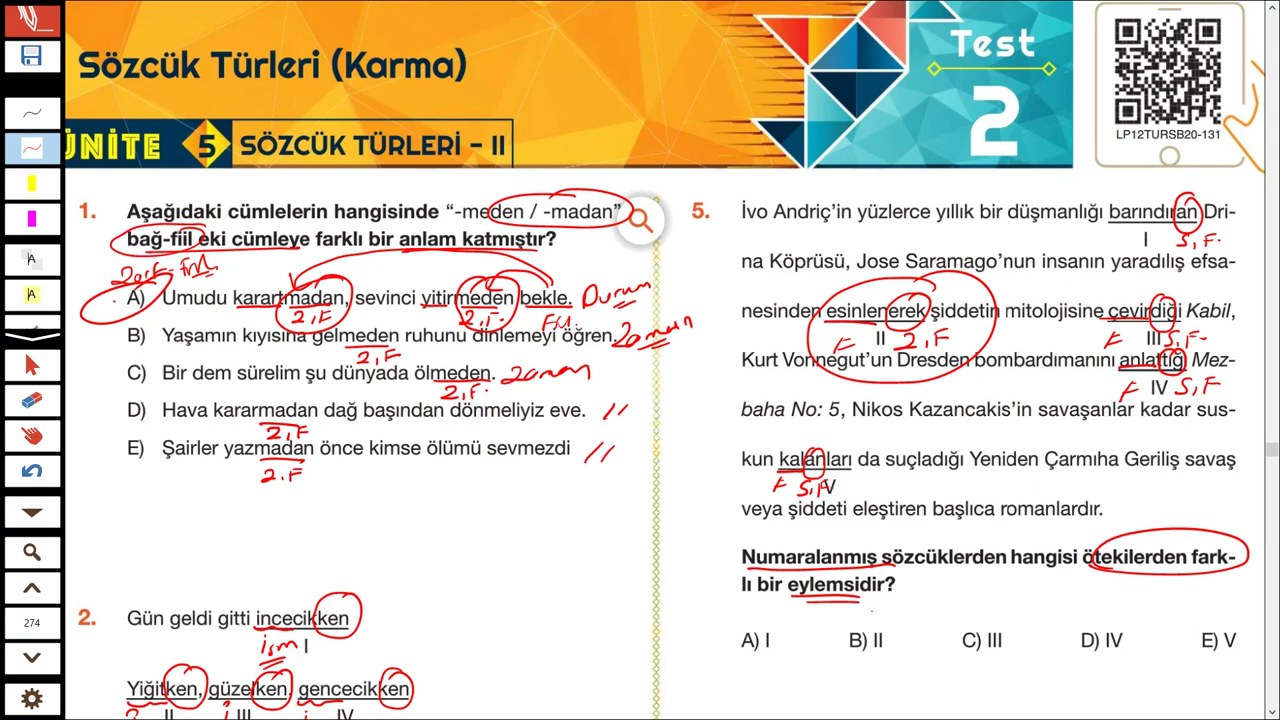 Sözcük Türleri (Karma)
Test
2
LP12TURSB20-131
ÜNİTE 5 SÖZCÜK TÜRLERİ - II
1. Aşağıdaki cümlelerin hangisinde “-meden / -madan”
bağ-fiil eki cümleye farklı bir anlam katmıştır?
A) Umudu karartmadan, sevinci yitirmeden bekle. Durum
Z.F Z.F
B) Yaşamın kıyısına gelmeden ruhunu dinlemeyi öğren. Zaman
Z.F
C) Bir dem sürelim şu dünyada ölmeden. Zaman
Z.F.
D) Hava kararmadan dağ başından dönmeliyiz eve. //
Z.F
E) Şairler yazmadan önce kimse ölümü sevmezdi //
Z.F
2. Gün geldi gitti incecikken
isim I
Yiğitken, güzelken, gencecikken
II III IV
5. İvo Andriç’in yüzlerce yıllık bir düşmanlığı barındıran Dri-
I S.F.
na Köprüsü, Jose Saramago’nun insanın yaradılış efsa-
nesinden esinlenerek şiddetin mitolojisine çevirdiği Kabil,
F II Z.F F III S.F.
Kurt Vonnegut’un Dresden bombardımanını anlattığı Mez-
F IV S.F
baha No: 5, Nikos Kazancakis’in savaşanlar kadar sus-
kun kalanları da suçladığı Yeniden Çarmıha Geriliş savaş
F S.F V
veya şiddeti eleştiren başlıca romanlardır.
Numaralanmış sözcüklerden hangisi ötekilerden fark-
lı bir eylemsidir?
A) I B) II C) III D) IV E) V
A
A
274